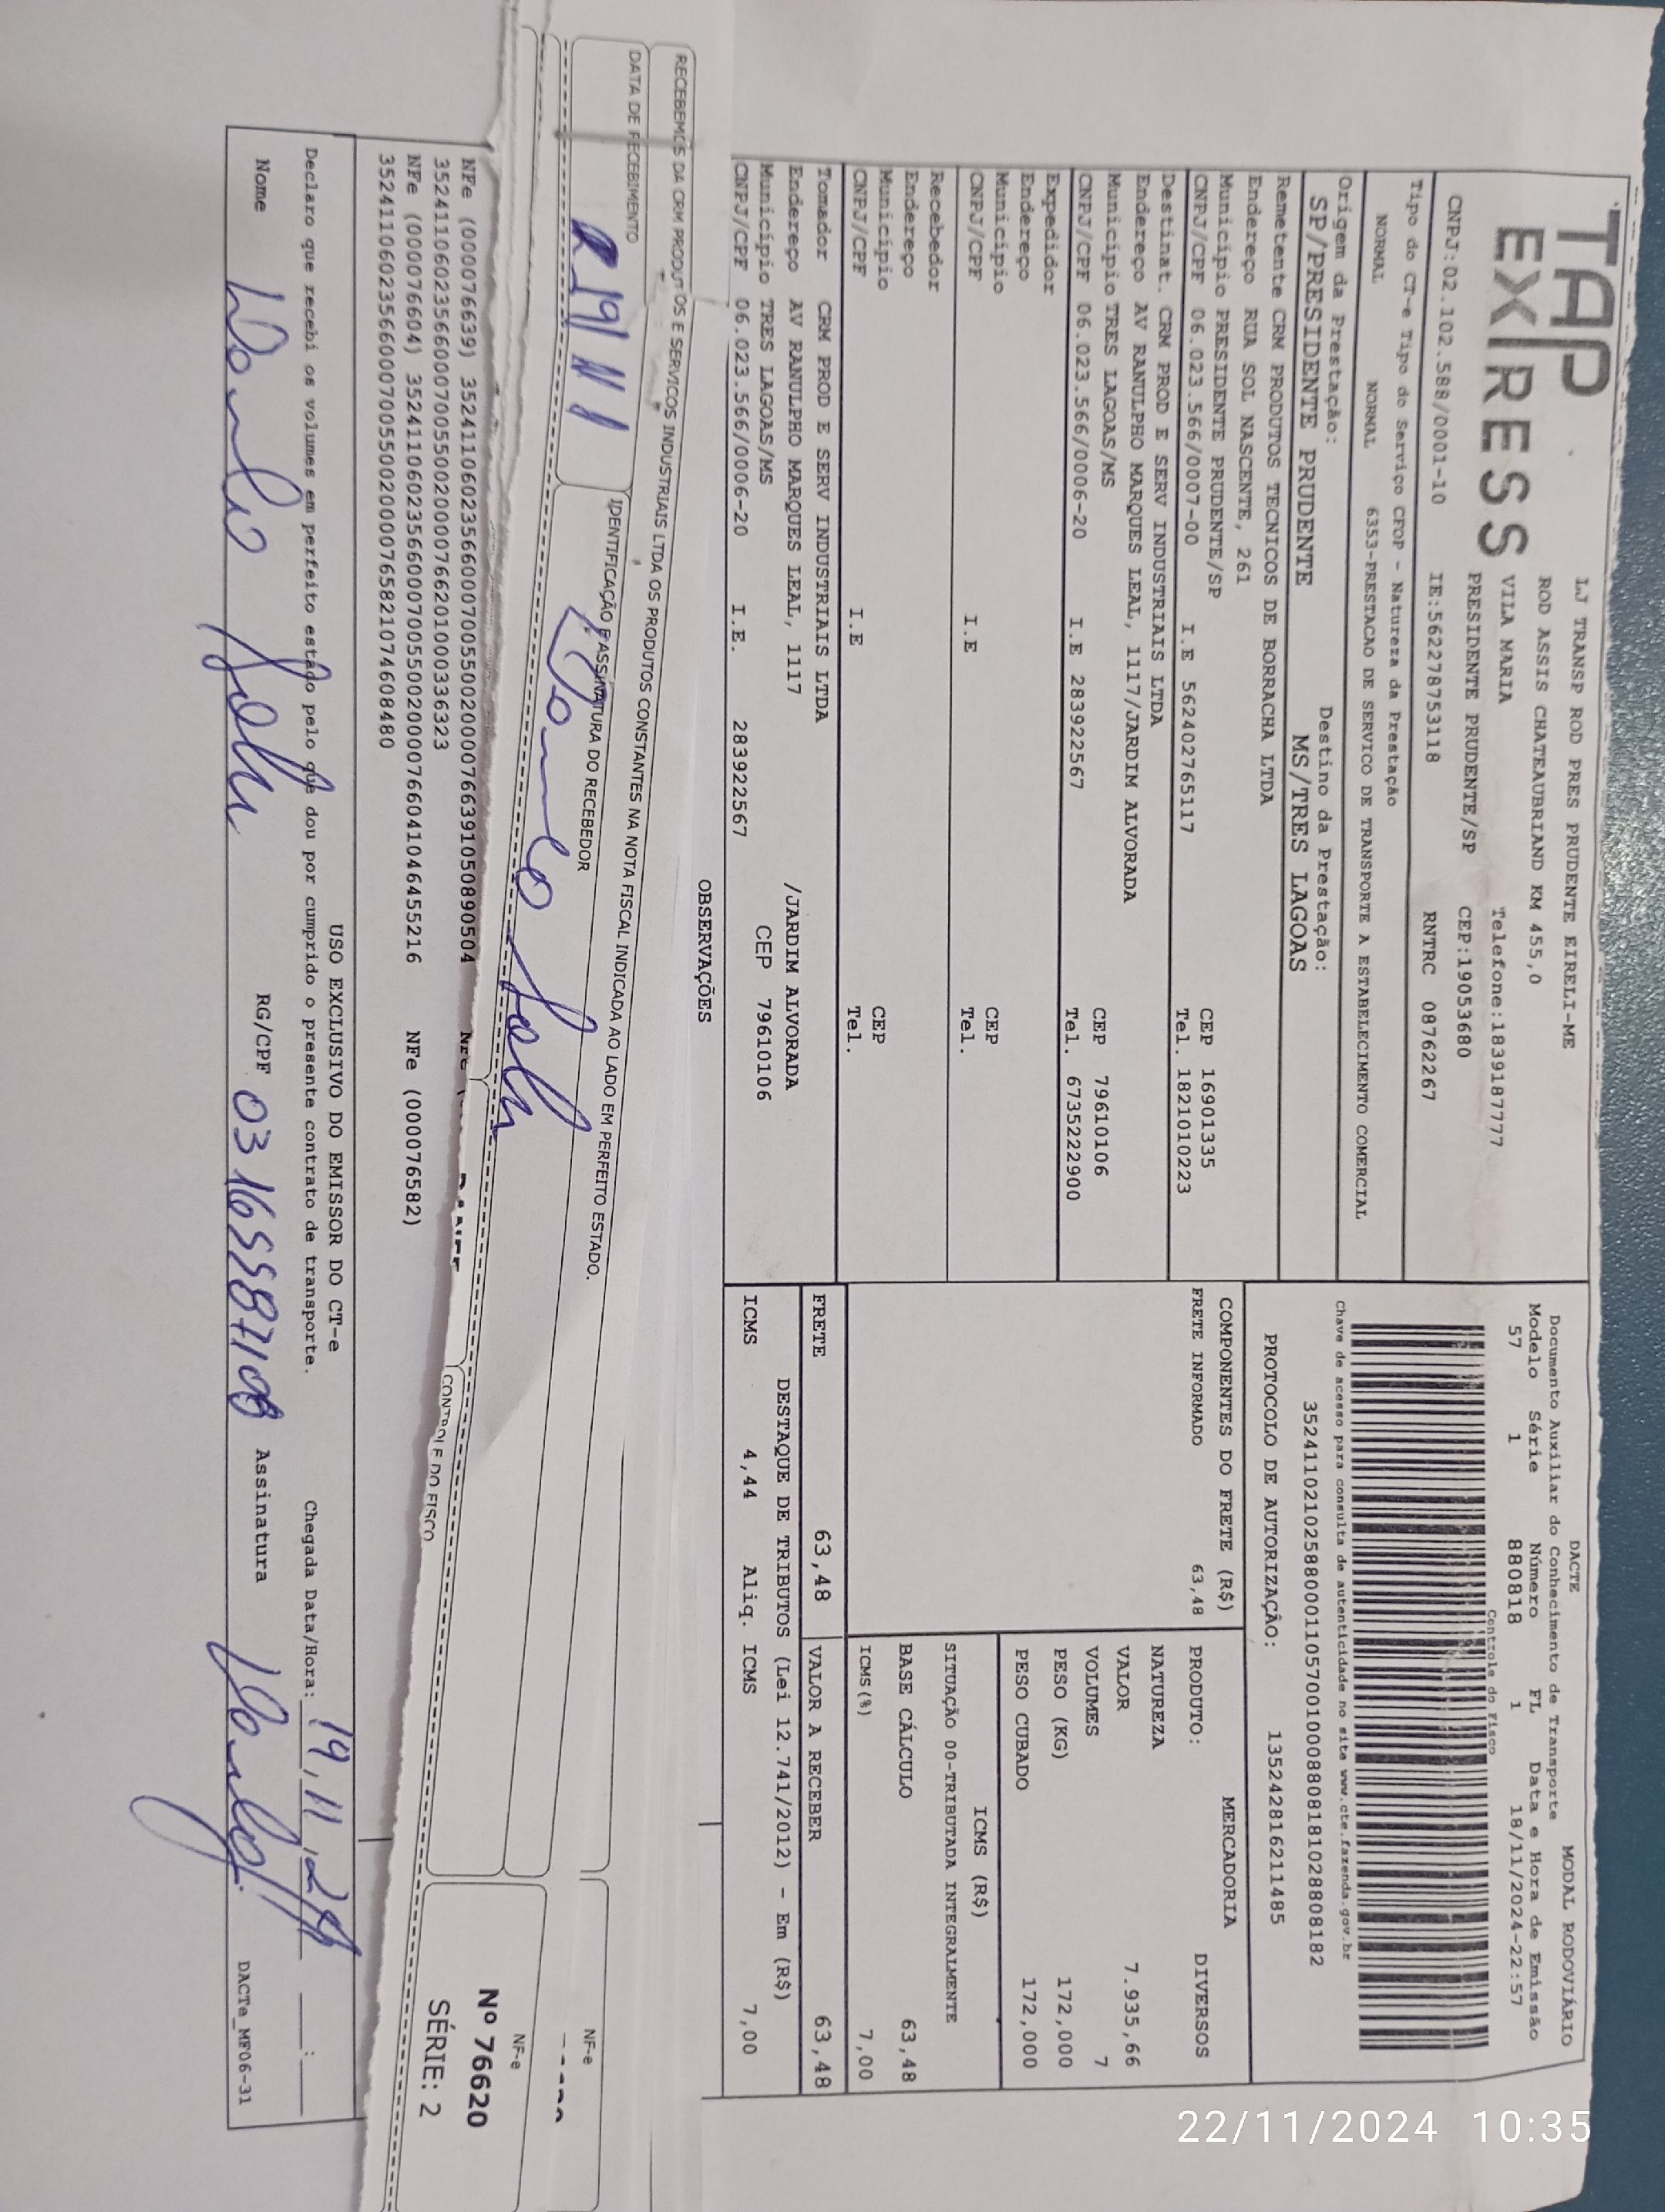 TAP
EXPRESS
LJ TRANSP ROD PRES PRUDENTE EIRELI-ME
ROD ASSIS CHATEAUBRIAND KM 455,0
VILA MARIA Telefone:1839187777
PRESIDENTE PRUDENTE/SP CEP:19053680
CNPJ:02.102.588/0001-10 IE:562278753118 RNTRC 08762267
Tipo do CT-e Tipo do Serviço CFOP - Natureza da Prestação
NORMAL NORMAL 6353-PRESTACAO DE SERVICO DE TRANSPORTE A ESTABELECIMENTO COMERCIAL
Origem da Prestação: Destino da Prestação:
SP/PRESIDENTE PRUDENTE MS/TRES LAGOAS
Remetente CRM PRODUTOS TECNICOS DE BORRACHA LTDA
Endereço RUA SOL NASCENTE, 261
Município PRESIDENTE PRUDENTE/SP CEP 16901335
CNPJ/CPF 06.023.566/0007-00 I.E 562402765117 Tel. 1821010223
Destinat. CRM PROD E SERV INDUSTRIAIS LTDA
Endereço AV RANULPHO MARQUES LEAL, 1117/JARDIM ALVORADA
Município TRES LAGOAS/MS CEP 79610106
CNPJ/CPF 06.023.566/0006-20 I.E 283922567 Tel. 6735222900
Expedidor
Endereço
Município CEP
CNPJ/CPF I.E Tel.
Recebedor
Endereço
Município CEP
CNPJ/CPF I.E Tel.
Tomador CRM PROD E SERV INDUSTRIAIS LTDA
Endereço AV RANULPHO MARQUES LEAL, 1117 /JARDIM ALVORADA
Município TRES LAGOAS/MS CEP 79610106
CNPJ/CPF 06.023.566/0006-20 I.E. 283922567
DACTE MODAL RODOVIÁRIO
Documento Auxiliar do Conhecimento de Transporte
Modelo Série Número FL Data e Hora de Emissão
57 1 880818 1 18/11/2024-22:57
Controle do Fisco
Chave de acesso para consulta de autenticidade no site www.cte.fazenda.gov.br
35241102102588000110570010008808181028808182
PROTOCOLO DE AUTORIZAÇÃO: 135242816211485
COMPONENTES DO FRETE (R$)
FRETE INFORMADO 63,48
MERCADORIA
PRODUTO: DIVERSOS
NATUREZA
VALOR 7.935,66
VOLUMES 7
PESO (KG) 172,000
PESO CUBADO 172,000
ICMS (R$)
SITUAÇÃO 00-TRIBUTADA INTEGRALMENTE
BASE CÁLCULO 63,48
ICMS(%) 7,00
FRETE 63,48 VALOR A RECEBER 63,48
DESTAQUE DE TRIBUTOS (Lei 12.741/2012) - Em (R$)
ICMS 4,44 Aliq. ICMS 7,00
OBSERVAÇÕES
RECEBEMOS DA CRM PRODUTOS E SERVICOS INDUSTRIAIS LTDA OS PRODUTOS CONSTANTES NA NOTA FISCAL INDICADA AO LADO EM PERFEITO ESTADO.
DATA DE RECEBIMENTO IDENTIFICAÇÃO E ASSINATURA DO RECEBEDOR
19/11/
NF-e
NF-e
Nº 76620
SÉRIE: 2
CONTROLE DO FISCO
NFe (000076639) 35241106023566000700550020000766391050890504
35241106023566000700550020000766201000336323
NFe (000076604) 35241106023566000700550020000766041046455216 NFe (000076582)
35241106023566000700550020000765821074608480
USO EXCLUSIVO DO EMISSOR DO CT-e
Declaro que recebi os volumes em perfeito estado pelo que dou por cumprido o presente contrato de transporte. Chegada Data/Hora: 19/11/24 :
Nome RG/CPF 03165587108 Assinatura
DACTe_MF06-31
22/11/2024 10:35